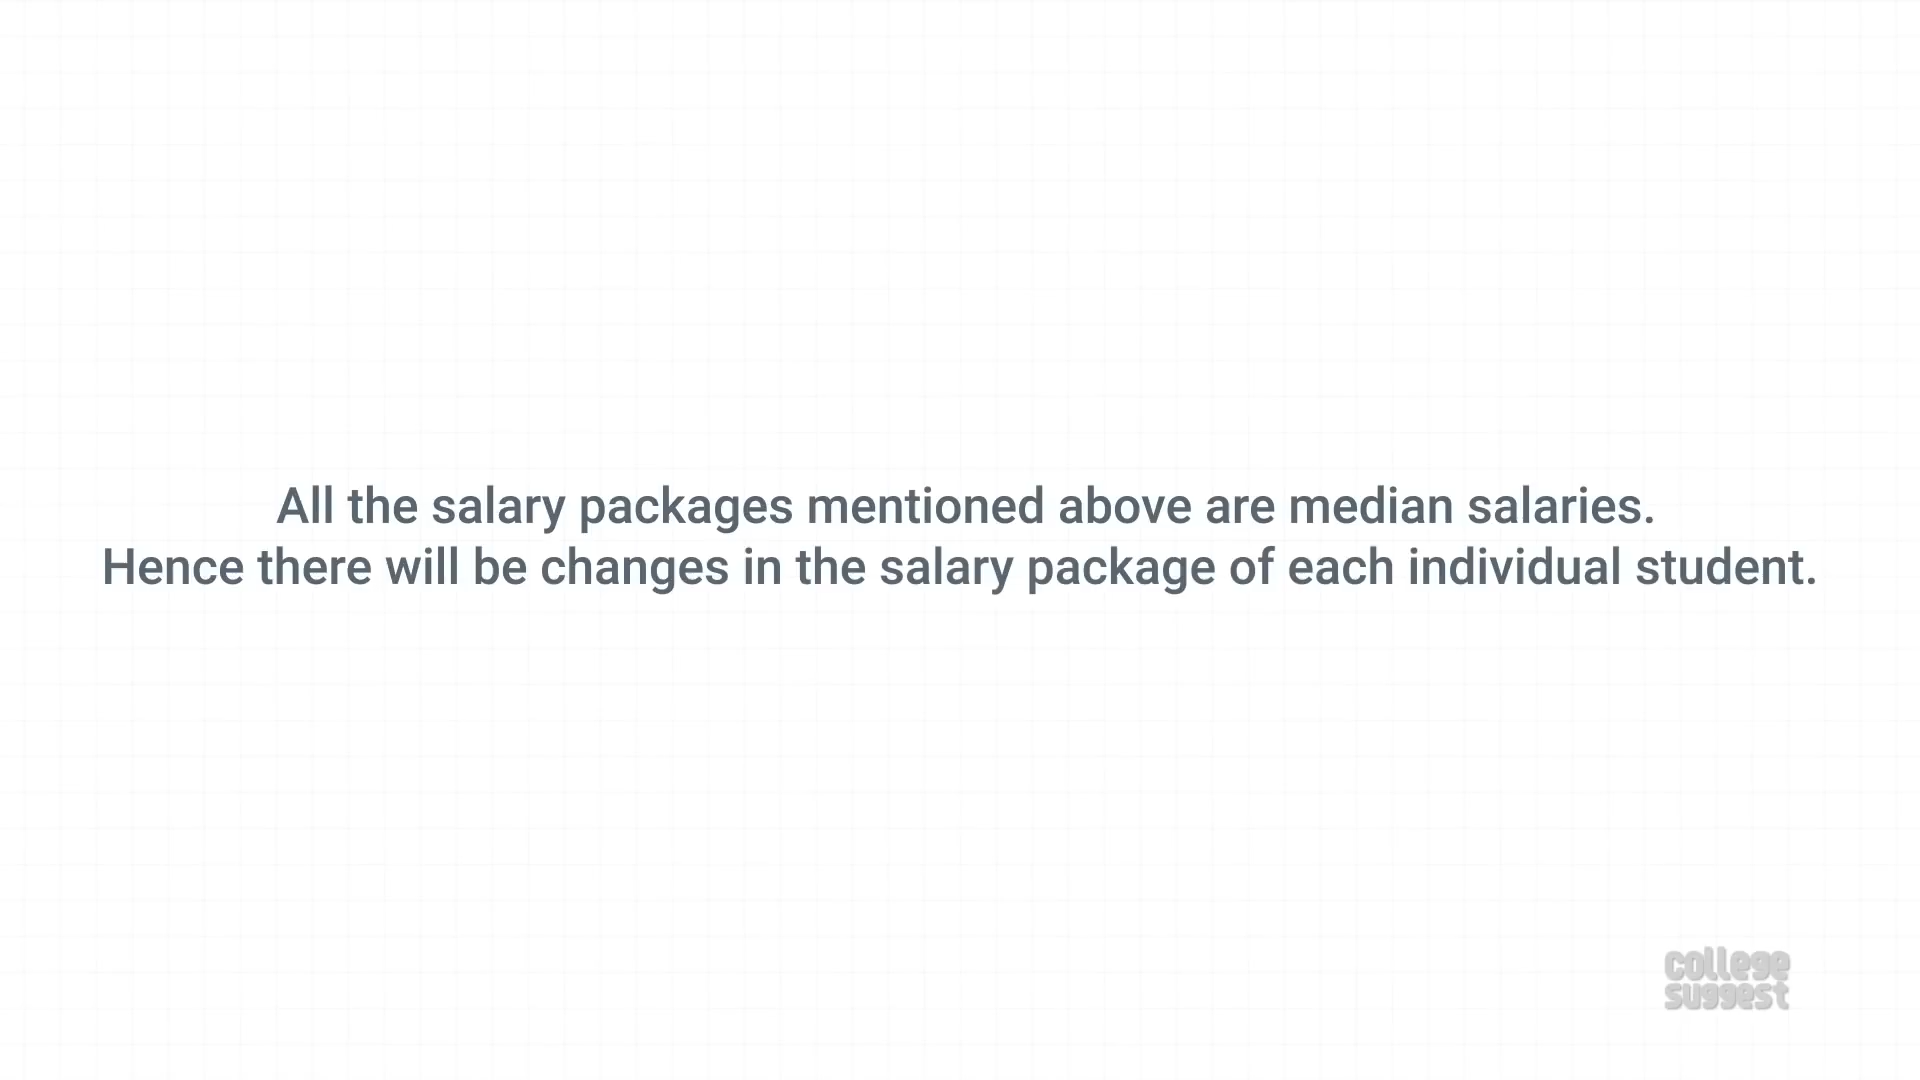 All the salary packages mentioned above are median salaries.
Hence there will be changes in the salary package of each individual student.
college
suggest